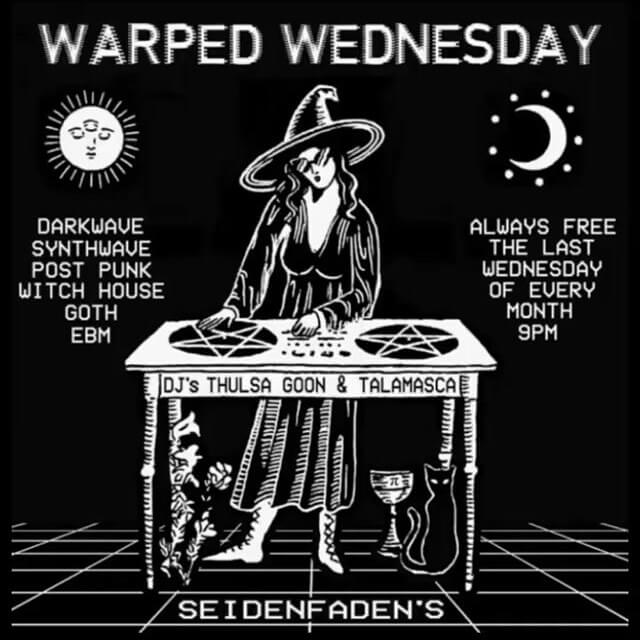 WARPED WEDNESDAY
DARKWAVE
SYNTHWAVE
POST PUNK
WITCH HOUSE
GOTH
EBM
ALWAYS FREE
THE LAST
WEDNESDAY
OF EVERY
MONTH
9PM
DJ's THULSA GOON & TALAMASCA
π
SEIDENFADEN'S